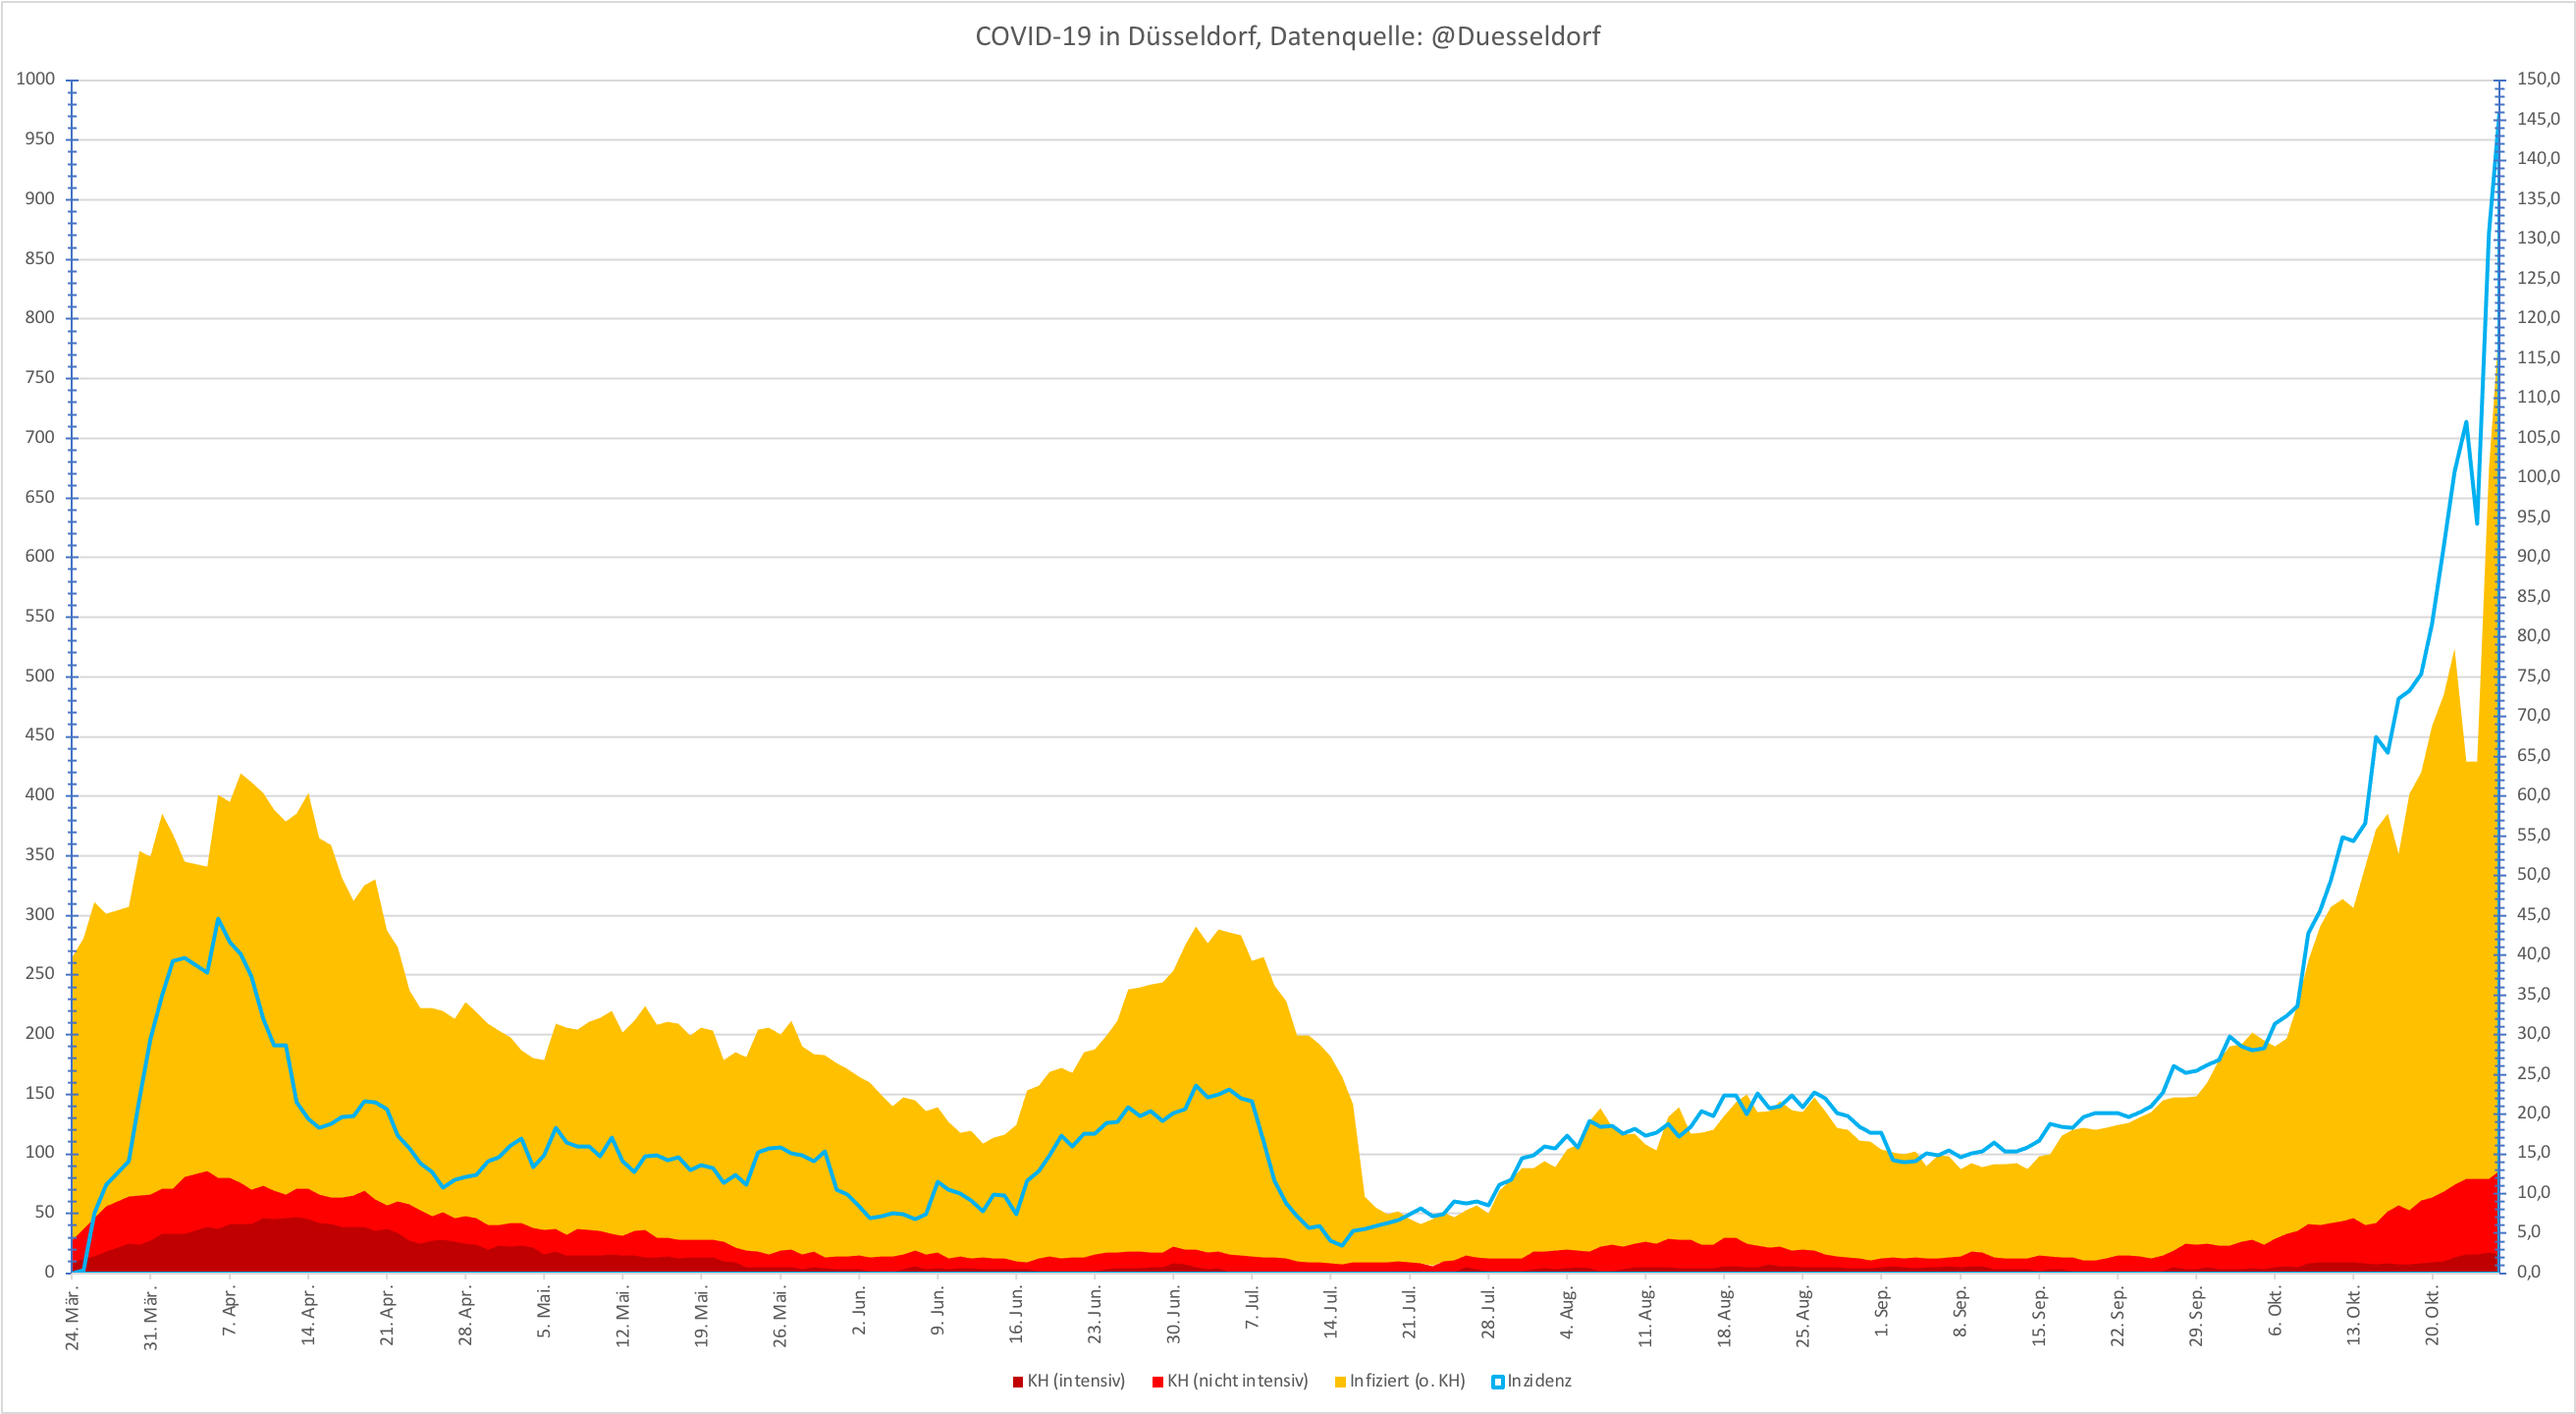 COVID-19 in Düsseldorf, Datenquelle: @Duesseldorf
1000
950
900
850
800
750
700
650
600
550
500
450
400
350
300
250
200
150
100
50
0
150,0
145,0
140,0
135,0
130,0
125,0
120,0
115,0
110,0
105,0
100,0
95,0
90,0
85,0
80,0
75,0
70,0
65,0
60,0
55,0
50,0
45,0
40,0
35,0
30,0
25,0
20,0
15,0
10,0
5,0
0,0
24. Mär.
31. Mär.
7. Apr.
14. Apr.
21. Apr.
28. Apr.
5. Mai.
12. Mai.
19. Mai.
26. Mai.
2. Jun.
9. Jun.
16. Jun.
23. Jun.
30. Jun.
7. Jul.
14. Jul.
21. Jul.
28. Jul.
4. Aug.
11. Aug.
18. Aug.
25. Aug.
1. Sep.
8. Sep.
15. Sep.
22. Sep.
29. Sep.
6. Okt.
13. Okt.
20. Okt.
KH (intensiv)
KH (nicht intensiv)
Infiziert (o. KH)
Inzidenz